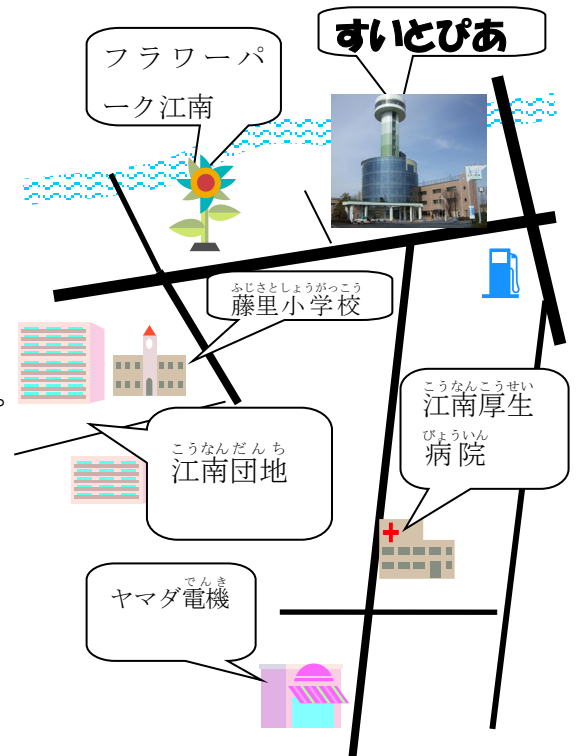 すいとぴあ
フラワーパ
ーク江南
ふじさとしょうがっこう
藤里小学校
こうなんこうせい
江南厚生
びょういん
病院
こうなんだんち
江南団地
でんき
ヤマダ電機
。